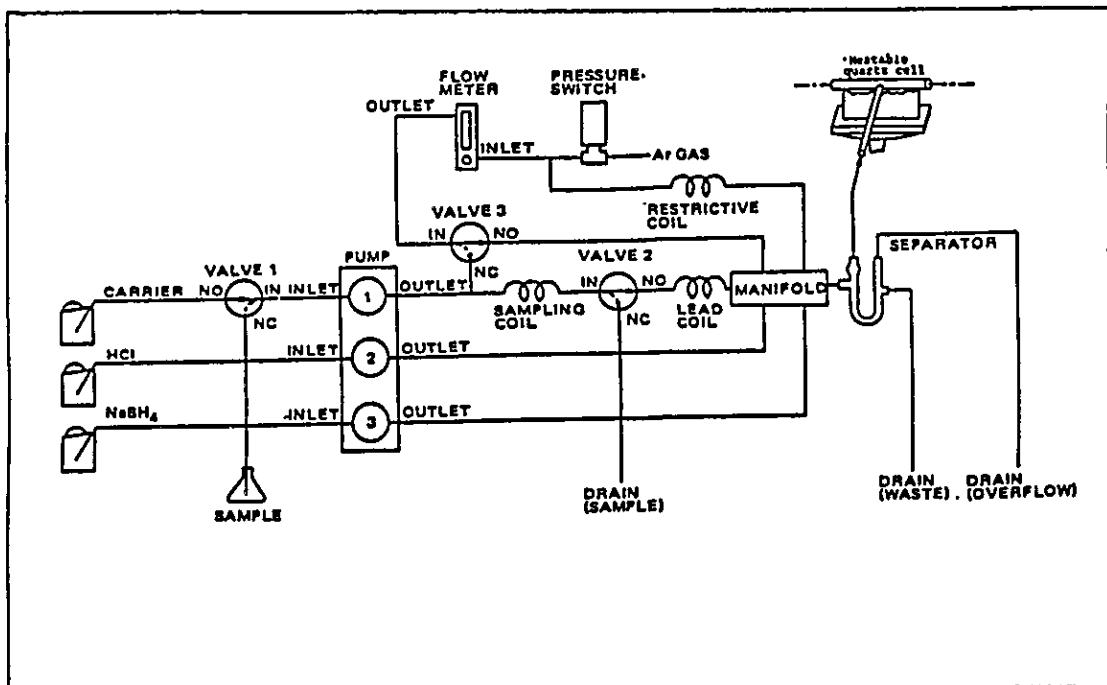 *Heatable
quartz cell
FLOW
METER
PRESSURE
SWITCH
OUTLET
INLET
Ar GAS
RESTRICTIVE
COIL
VALVE 3
IN
NO
NC
VALVE 2
SEPARATOR
PUMP
VALVE 1
CARRIER
NO
IN
INLET
1
OUTLET
IN
NO
MANIFOLD
NC
SAMPLING
COIL
NC
LEAD
COIL
HCl
INLET
2
OUTLET
NaBH4
INLET
3
OUTLET
SAMPLE
DRAIN
(SAMPLE)
DRAIN
(WASTE).
DRAIN
(OVERFLOW)